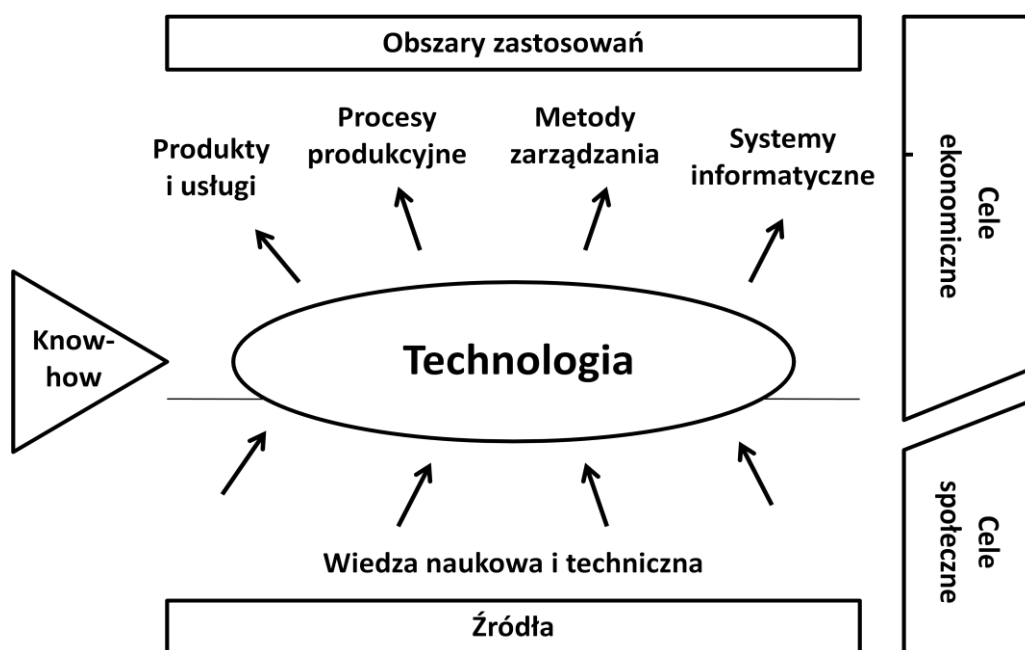 Obszary zastosowań
Produkty
i usługi
Procesy
produkcyjne
Metody
zarządzania
Systemy
informatyczne
Know-
how
Technologia
Wiedza naukowa i techniczna
Źródła
Cele
ekonomiczne
Cele
społeczne